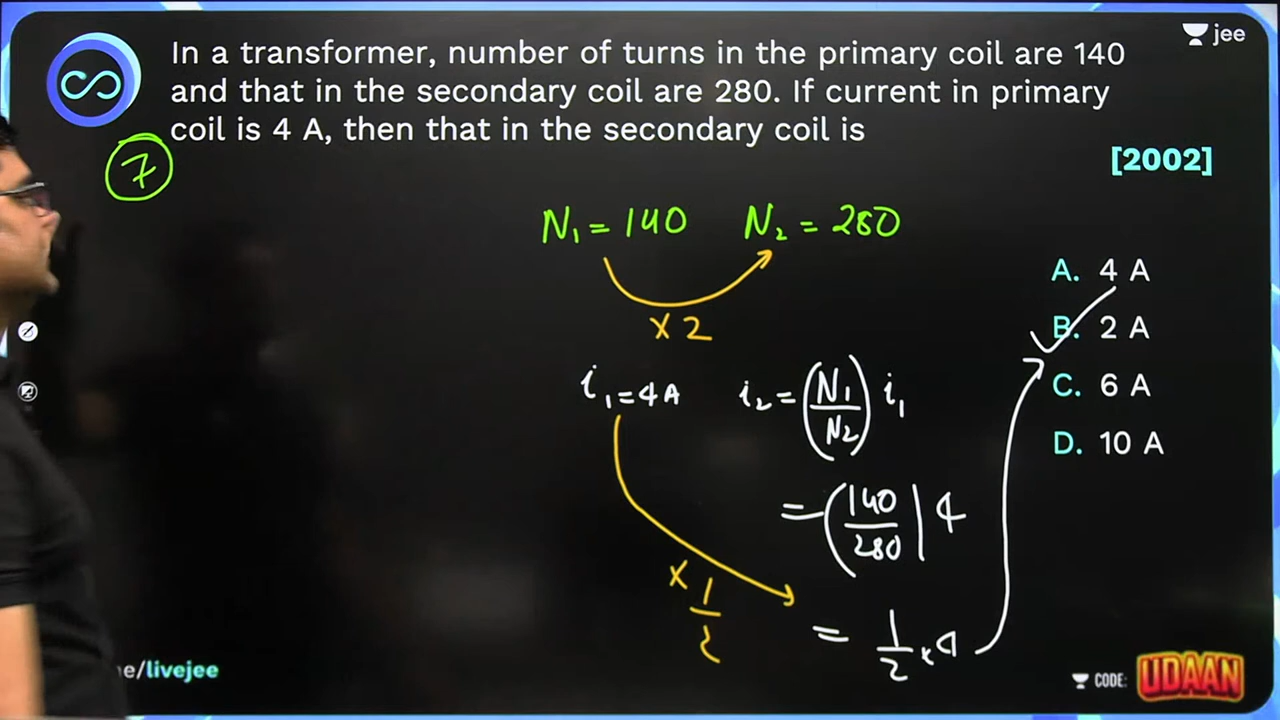 jee
In a transformer, number of turns in the primary coil are 140
and that in the secondary coil are 280. If current in primary
coil is 4 A, then that in the secondary coil is
[2002]
7
N₁ = 140 N₂ = 280
× 2
A. 4 A
B. 2 A
C. 6 A
D. 10 A
i₁ = 4A i₂ = (N₁/N₂) i₁
= (140/280) 4
× 1/2
= 1/2 × 4
e/livejee
CODE: UDAAN